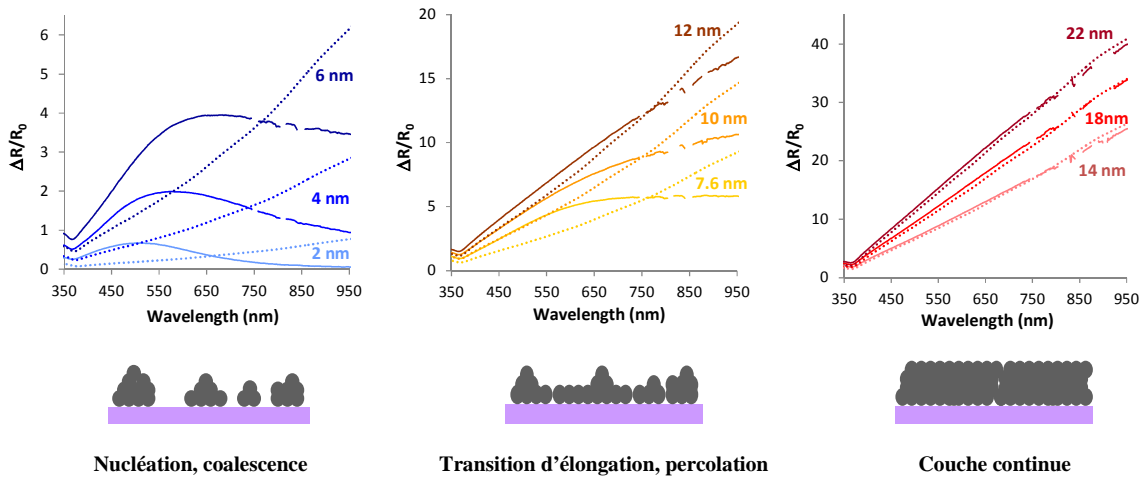 6
5
4
3
2
1
0
ΔR/R0
6 nm
4 nm
2 nm
350 450 550 650 750 850 950
Wavelength (nm)
20
15
10
5
0
ΔR/R0
12 nm
10 nm
7.6 nm
350 450 550 650 750 850 950
Wavelength (nm)
40
30
20
10
0
ΔR/R0
22 nm
18nm
14 nm
350 450 550 650 750 850 950
Wavelength (nm)
Nucléation, coalescence
Transition d’élongation, percolation
Couche continue